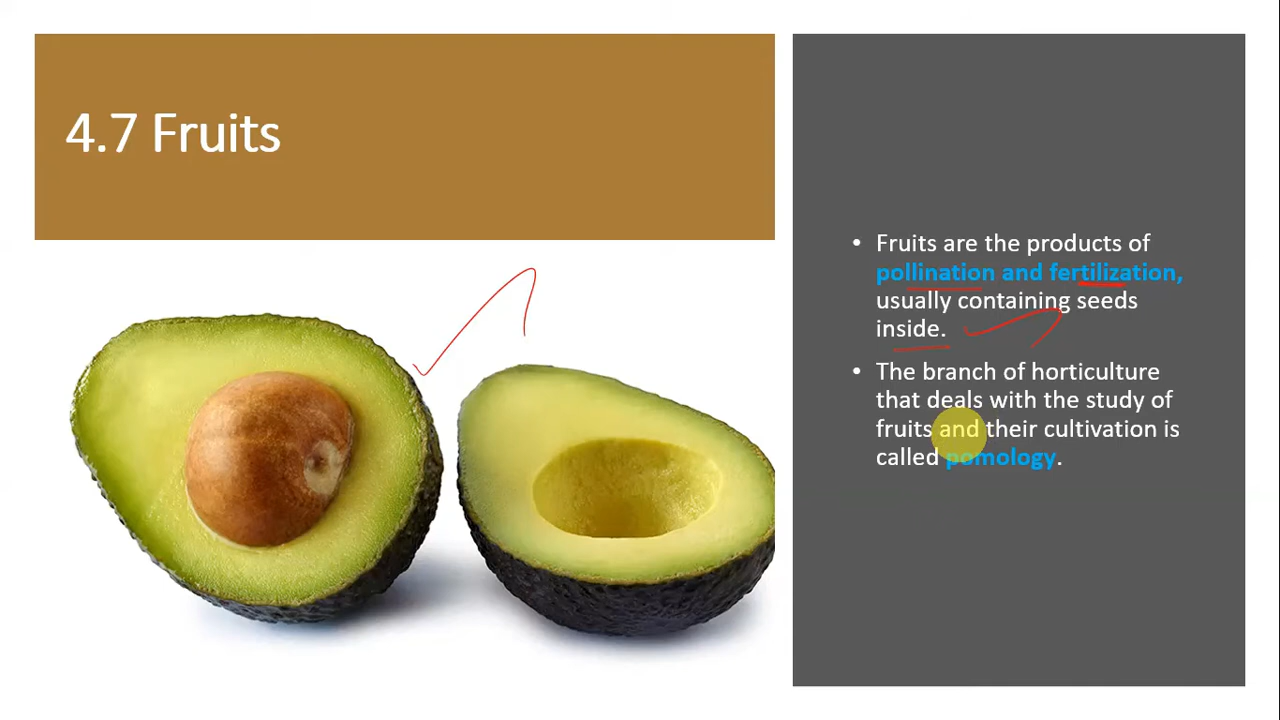 4.7 Fruits
• Fruits are the products of
pollination and fertilization,
usually containing seeds
inside.
• The branch of horticulture
that deals with the study of
fruits and their cultivation is
called pomology.